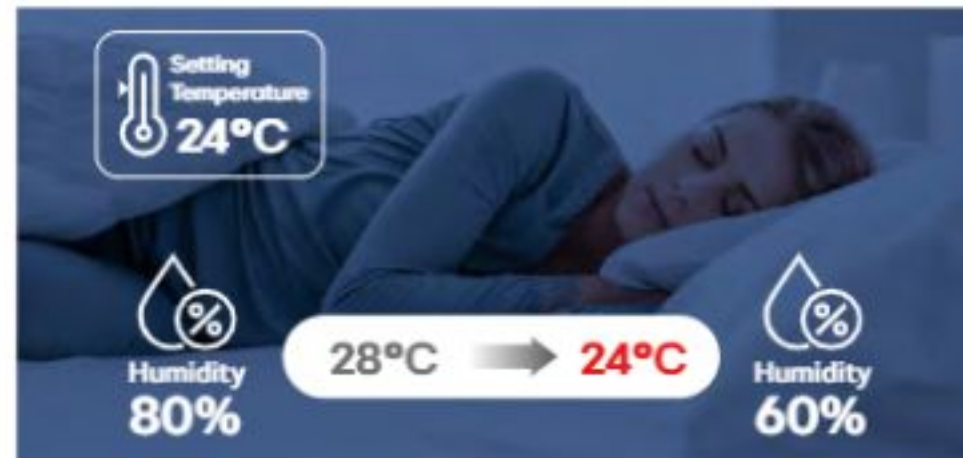 Setting
Temperature
24°C
%
Humidity
80%
28°C
24°C
%
Humidity
60%